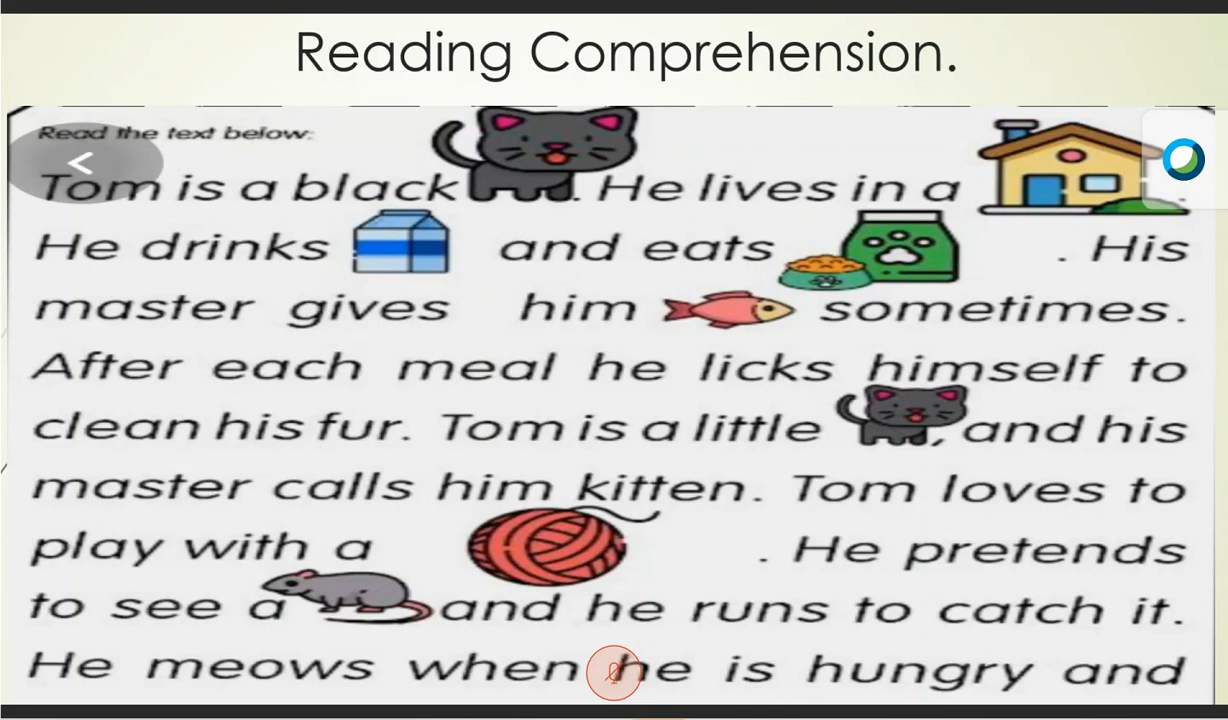 Reading Comprehension.
Read the text below:
Tom is a black . He lives in a .
He drinks and eats . His
master gives him sometimes.
After each meal he licks himself to
clean his fur. Tom is a little , and his
master calls him kitten. Tom loves to
play with a . He pretends
to see a and he runs to catch it.
He meows when he is hungry and